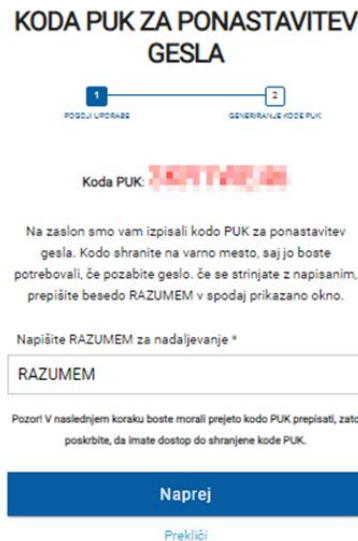 KODA PUK ZA PONASTAVITEV
GESLA
1
2
POGOJI UPORABE
GENERIRANJE KODE PUK
Koda PUK:
Na zaslon smo vam izpisali kodo PUK za ponastavitev
gesla. Kodo shranite na varno mesto, saj jo boste
potrebovali, če pozabite geslo. če se strinjate z napisanim,
prepišite besedo RAZUMEM v spodaj prikazano okno.
Napišite RAZUMEM za nadaljevanje *
RAZUMEM
Pozor! V naslednjem koraku boste morali prejeto kodo PUK prepisati, zato
poskrbite, da imate dostop do shranjene kode PUK.
Naprej
Prekliči